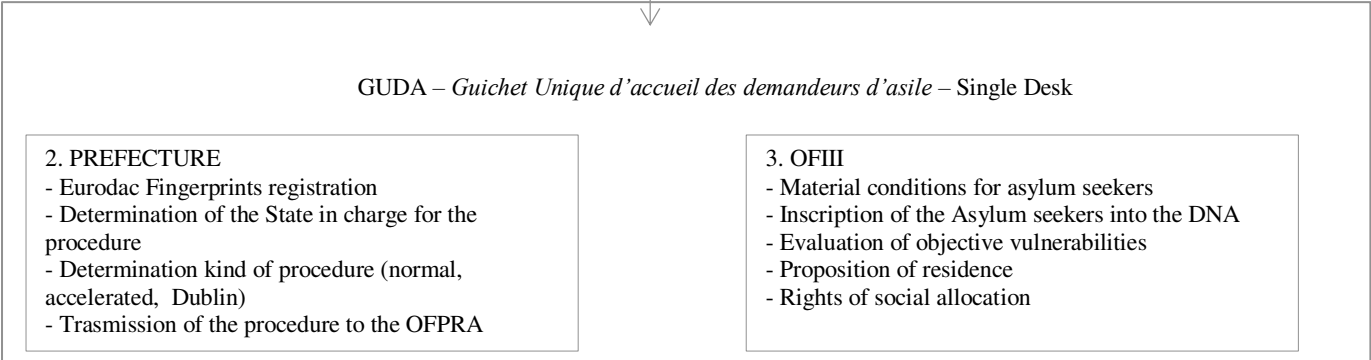 GUDA – Guichet Unique d’accueil des demandeurs d’asile – Single Desk
2. PREFECTURE
- Eurodac Fingerprints registration
- Determination of the State in charge for the
procedure
- Determination kind of procedure (normal,
accelerated, Dublin)
- Trasmission of the procedure to the OFPRA
3. OFIII
- Material conditions for asylum seekers
- Inscription of the Asylum seekers into the DNA
- Evaluation of objective vulnerabilities
- Proposition of residence
- Rights of social allocation